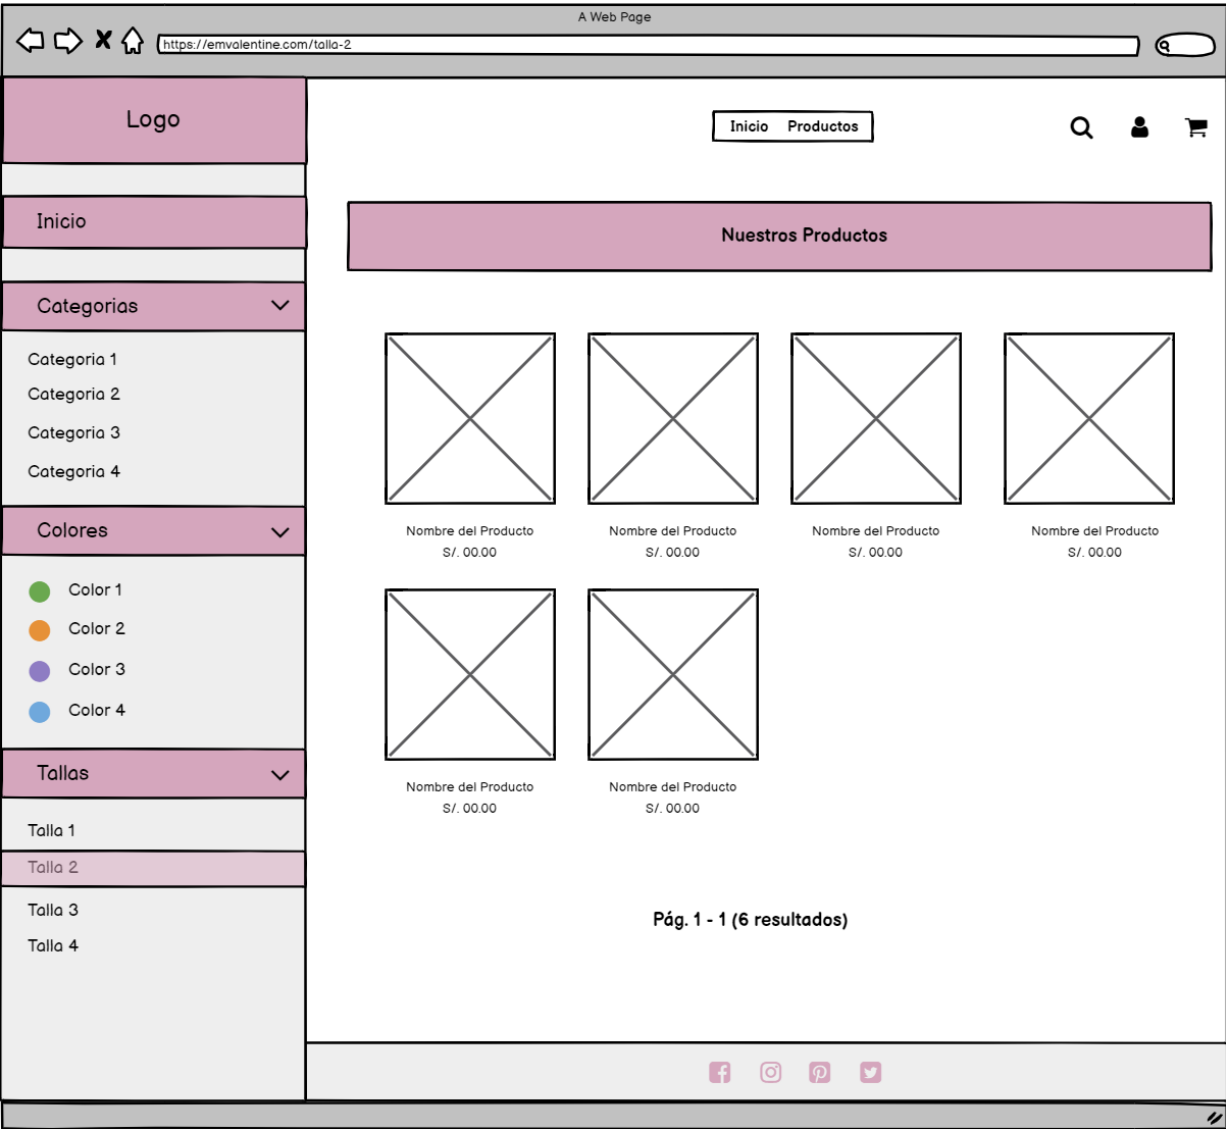 A Web Page
https://emvalentine.com/talla-2
Logo
Inicio Productos
Inicio
Categorias
Categoria 1
Categoria 2
Categoria 3
Categoria 4
Colores
Color 1
Color 2
Color 3
Color 4
Tallas
Talla 1
Talla 2
Talla 3
Talla 4
Nuestros Productos
Nombre del Producto
S/. 00.00
Nombre del Producto
S/. 00.00
Nombre del Producto
S/. 00.00
Nombre del Producto
S/. 00.00
Nombre del Producto
S/. 00.00
Nombre del Producto
S/. 00.00
Pág. 1 - 1 (6 resultados)